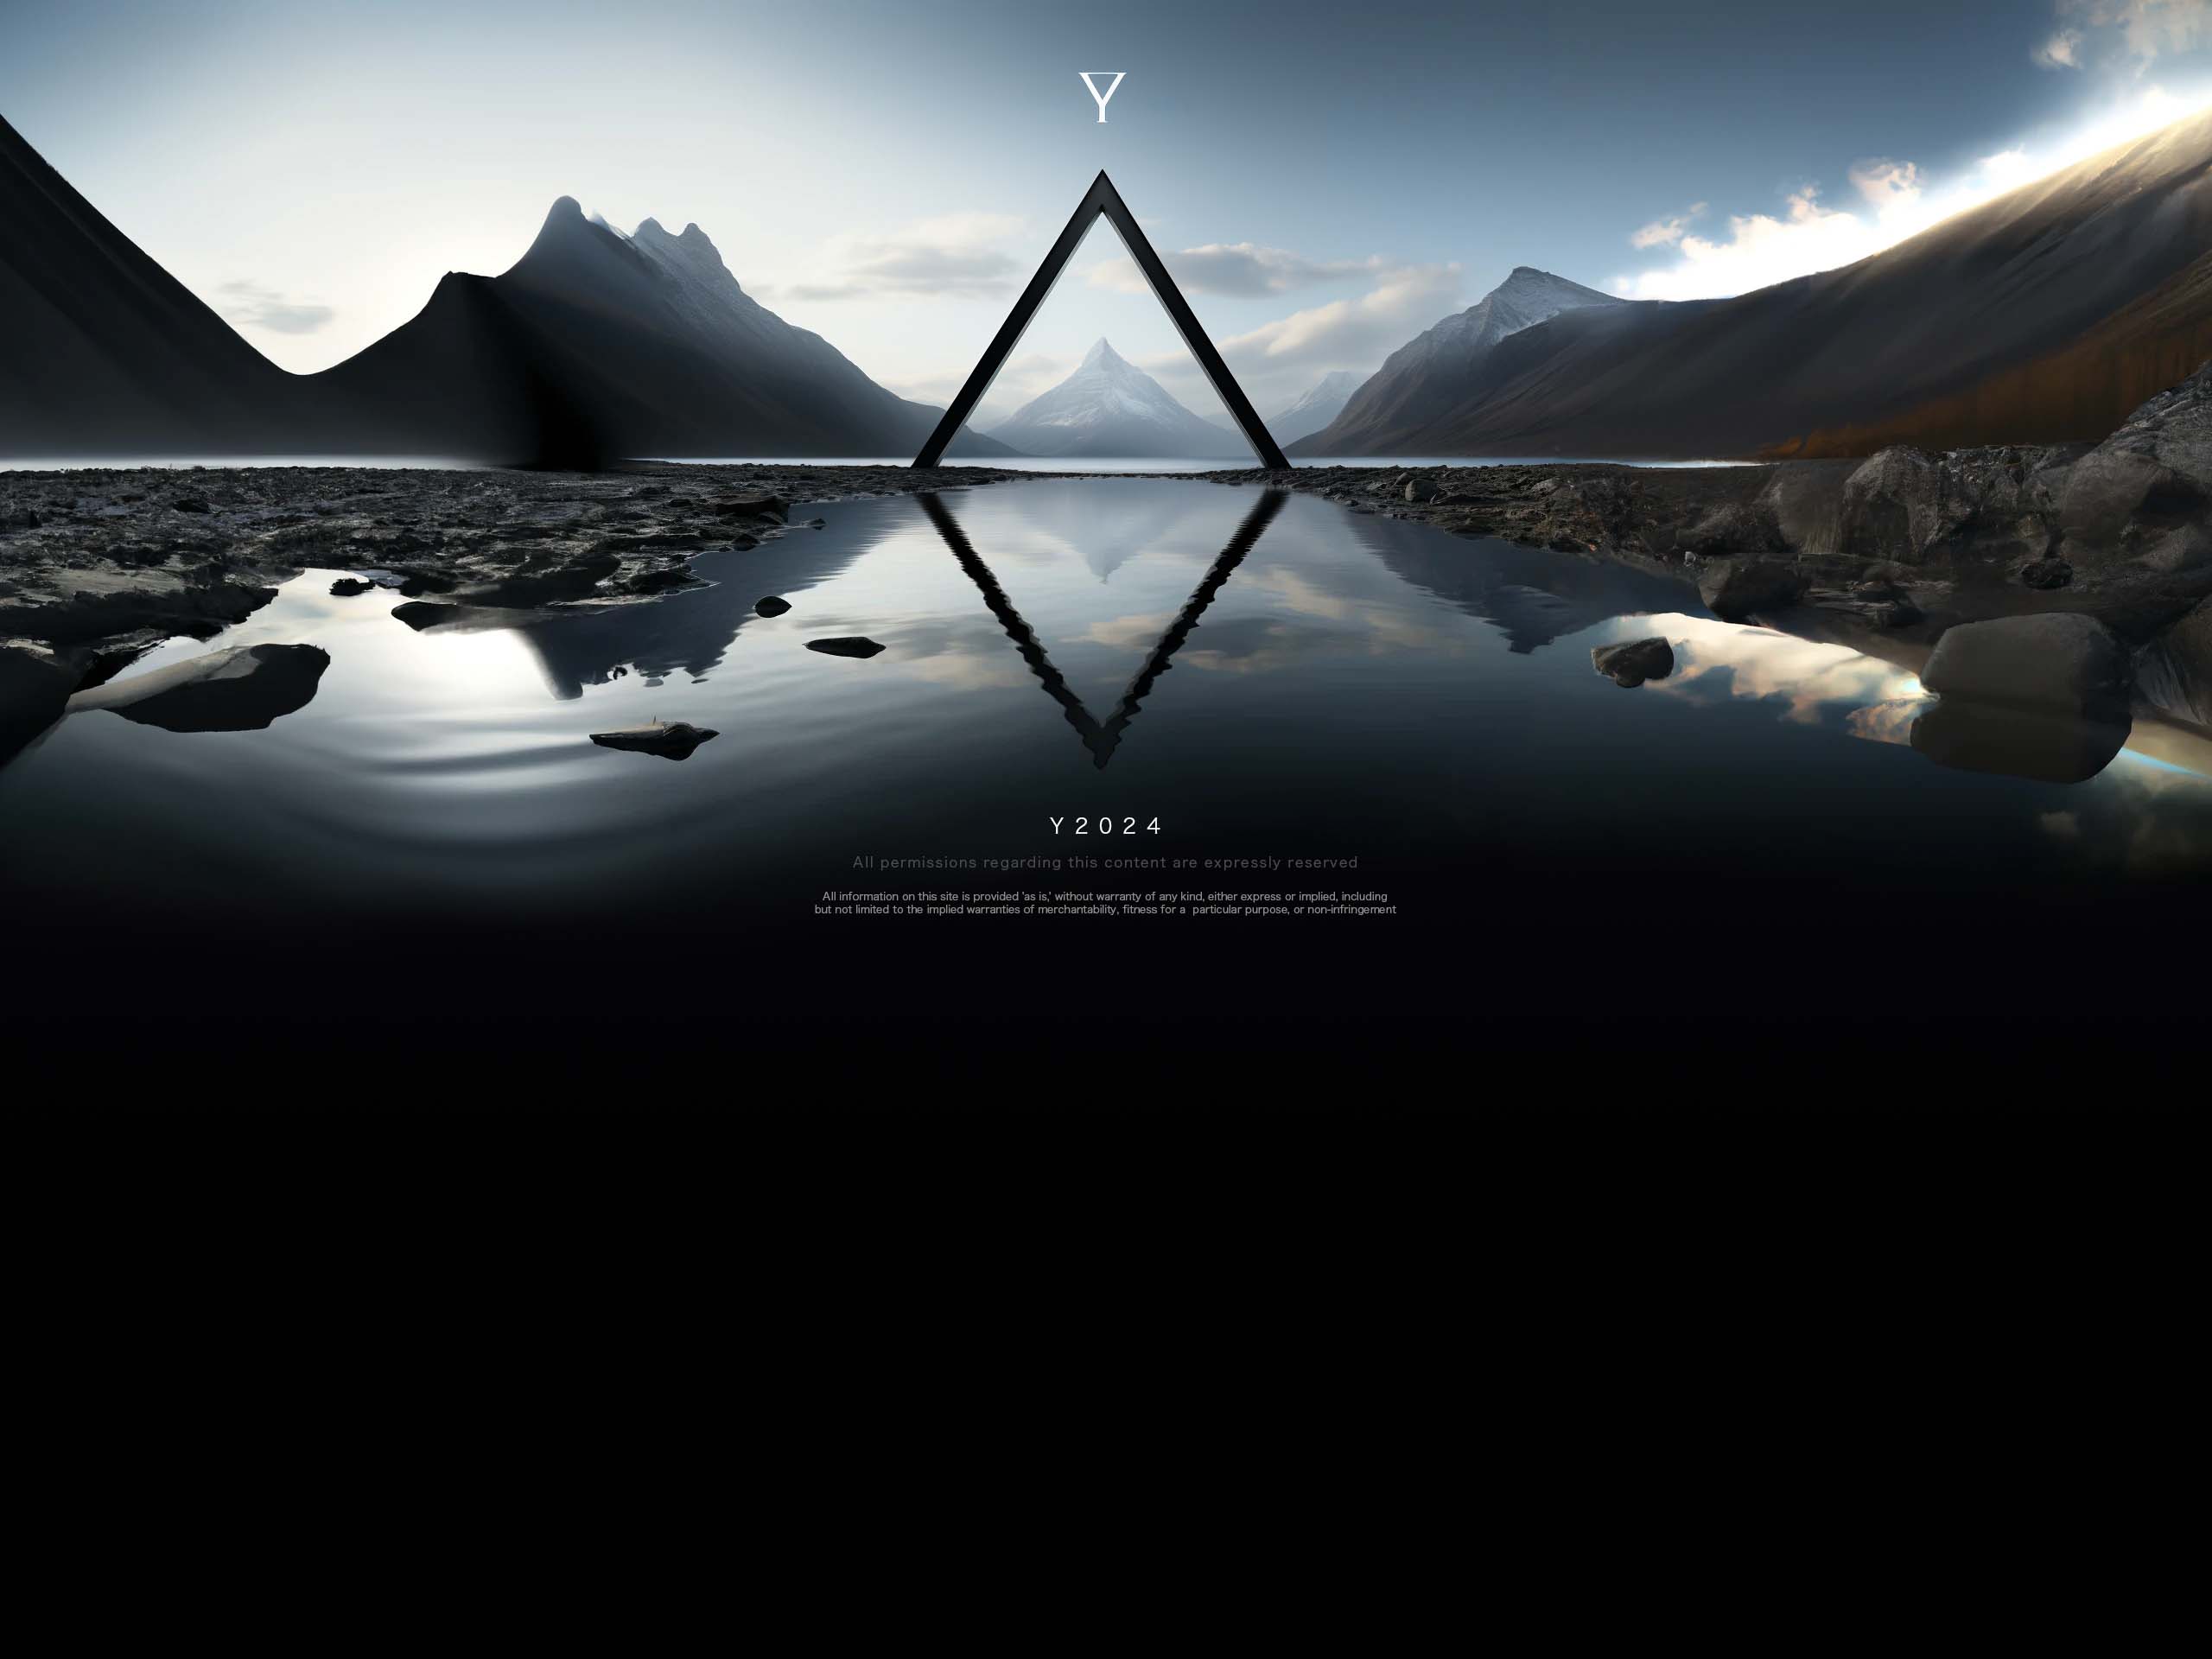 Y
Y2024
All permissions regarding this content are expressly reserved
All information on this site is provided 'as is,' without warranty of any kind, either express or implied, including
but not limited to the implied warranties of merchantability, fitness for a particular purpose, or non-infringement